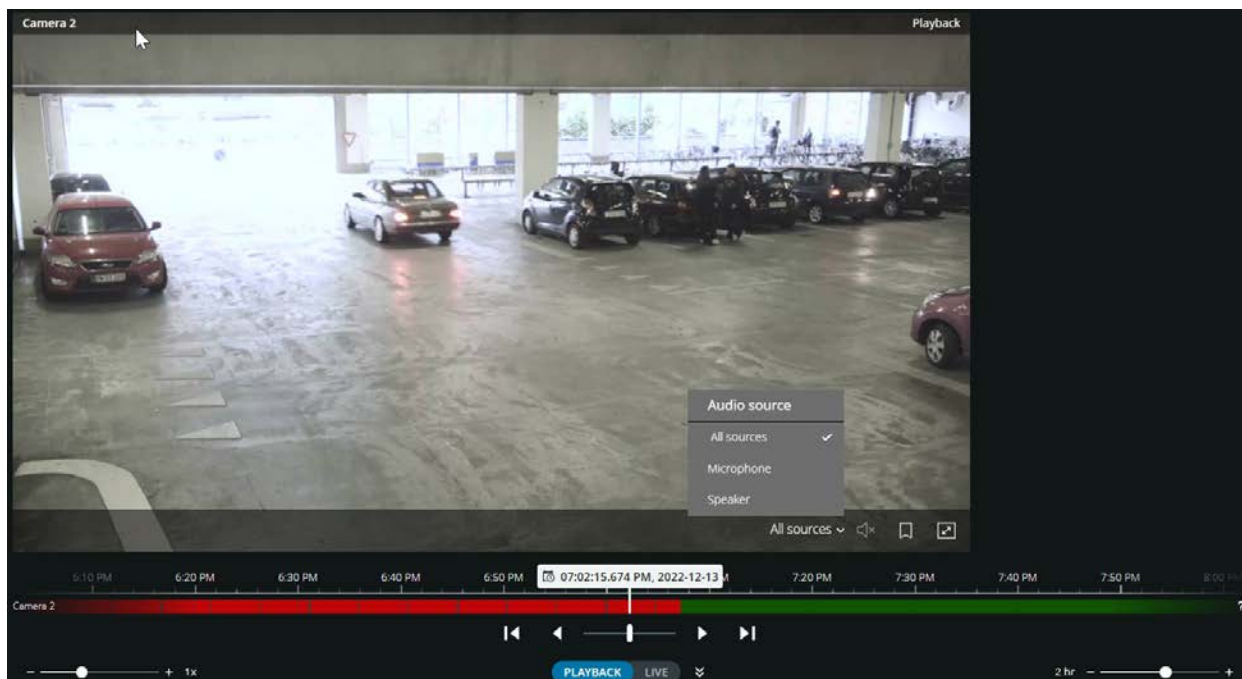 Camera 2
Playback
Audio source
All sources
Microphone
Speaker
All sources
6:10 PM 6:20 PM 6:30 PM 6:40 PM 6:50 PM 07:02:15.674 PM, 2022-12-13 7:20 PM 7:30 PM 7:40 PM 7:50 PM 8:00 PM
Camera 2
- + 1x
PLAYBACK LIVE
2 hr - +